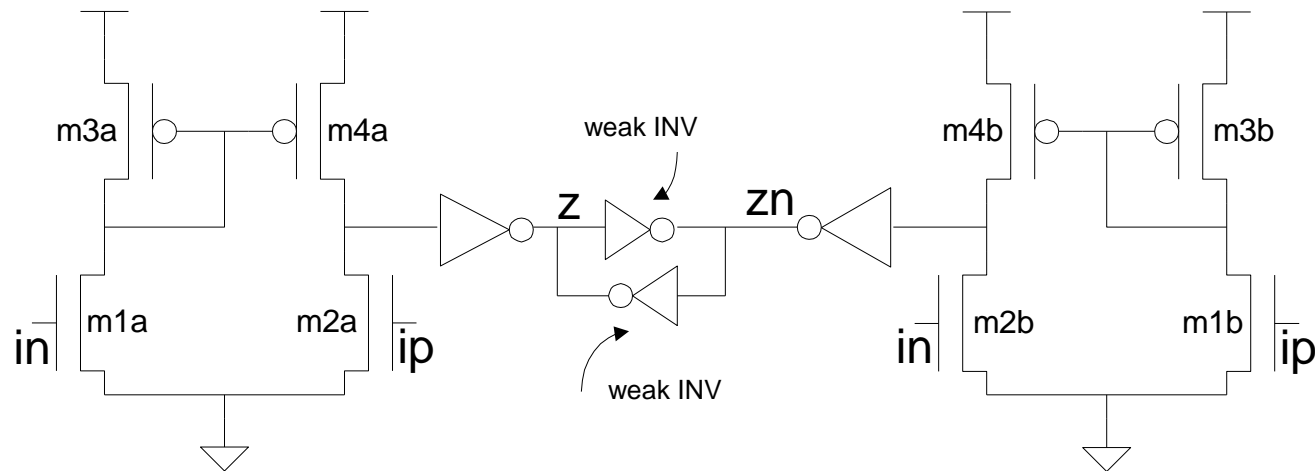 weak INV
m3a
m4a
m4b
m3b
z
zn
in
m1a
m2a
ip
in
m2b
m1b
ip
weak INV